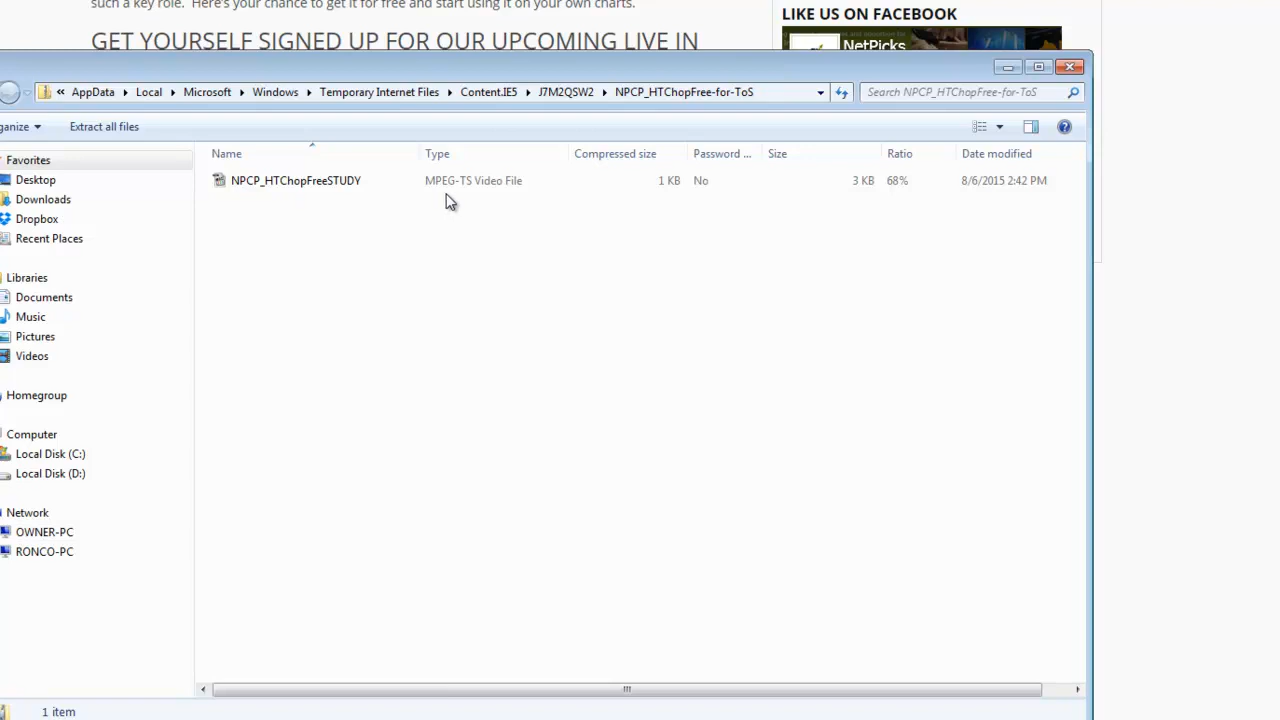 such a key role.  Here's your chance to get it for free and start using it on your own charts.
LIKE US ON FACEBOOK
GET YOURSELF SIGNED UP FOR OUR UPCOMING LIVE IN
NetPicks
AppData Local Microsoft Windows Temporary Internet Files Content.IE5 J7M2QSW2 NPCP_HTChopFree-for-ToS
Search NPCP_HTChopFree-for-ToS
anize Extract all files
Name Type Compressed size Password ... Size Ratio Date modified
NPCP_HTChopFreeSTUDY MPEG-TS Video File 1 KB No 3 KB 68% 8/6/2015 2:42 PM
Favorites
Desktop
Downloads
Dropbox
Recent Places
Libraries
Documents
Music
Pictures
Videos
Homegroup
Computer
Local Disk (C:)
Local Disk (D:)
Network
OWNER-PC
RONCO-PC
1 item